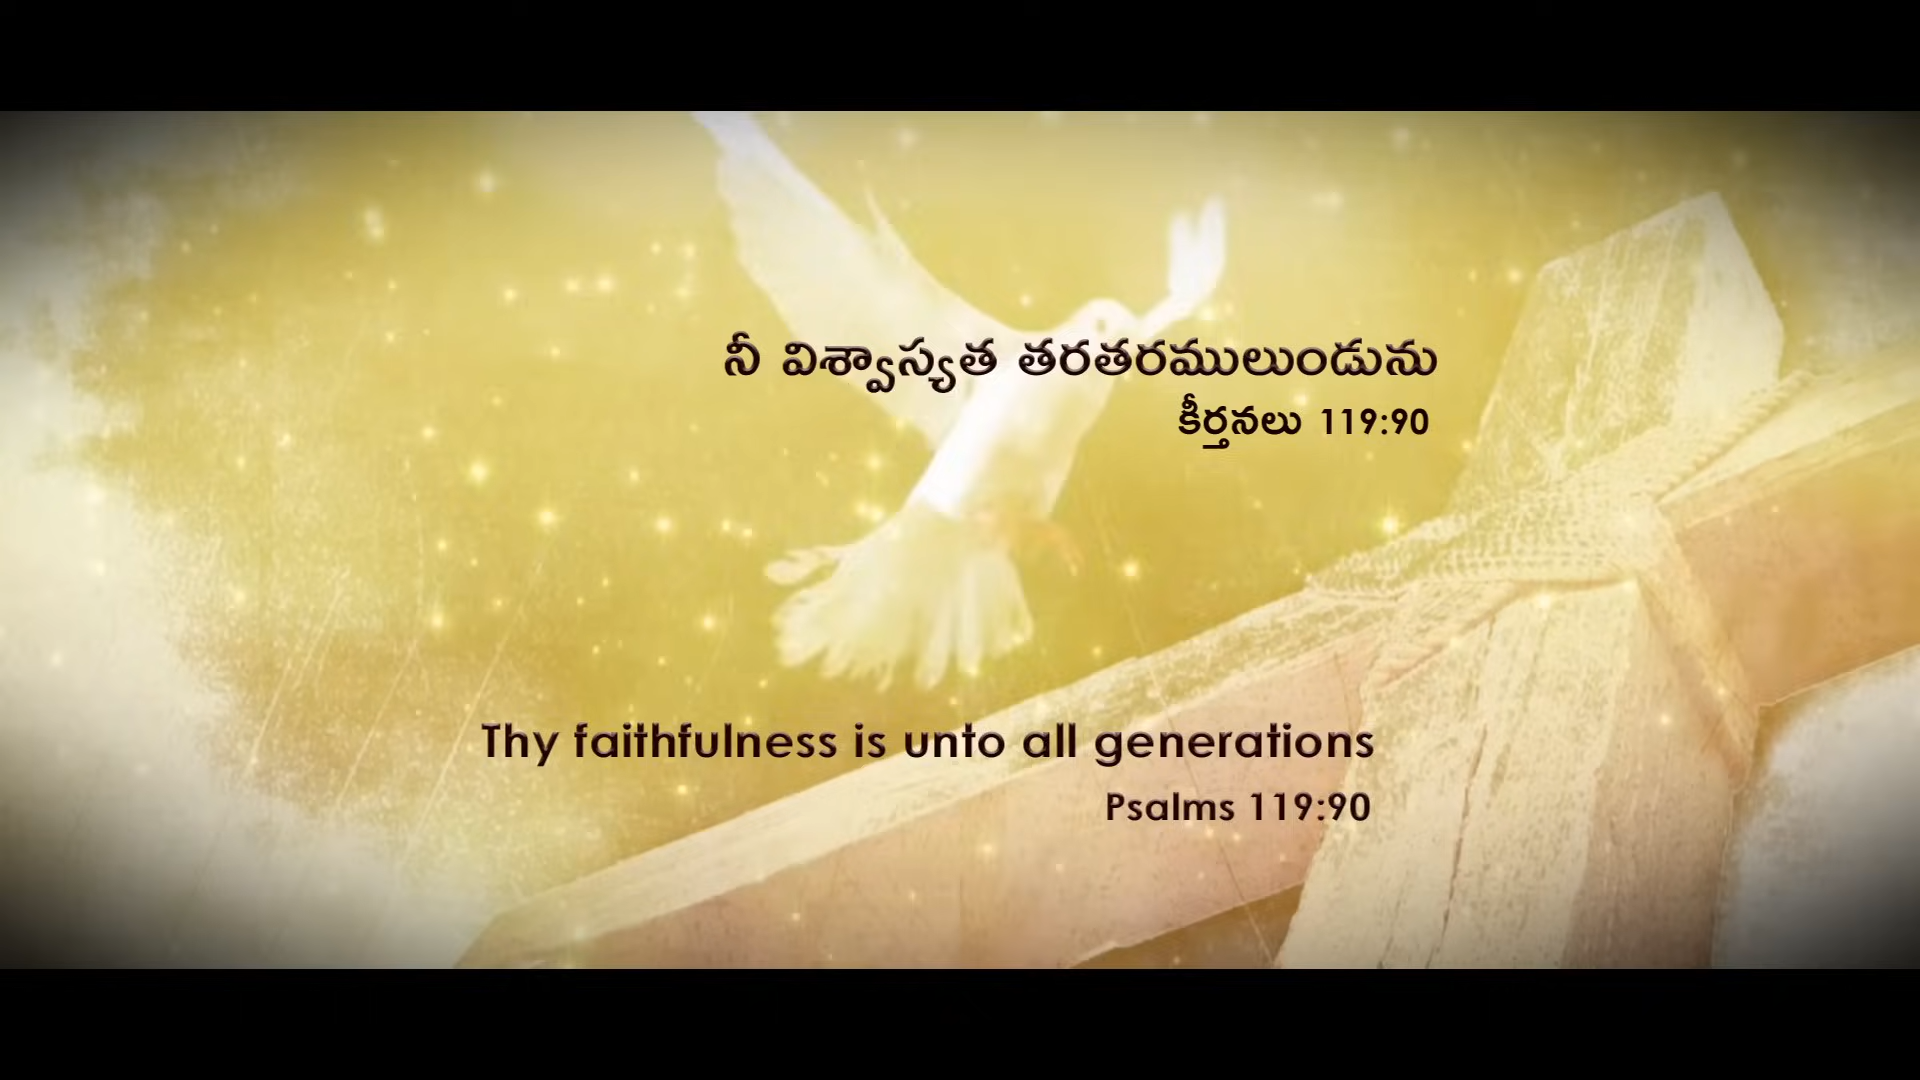 నీ విశ్వాస్యత తరతరములుండును
కీర్తనలు 119:90
Thy faithfulness is unto all generations
Psalms 119:90